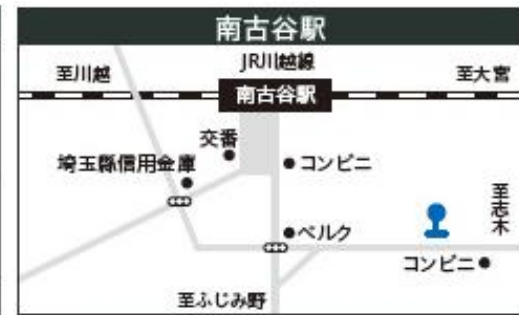 南古谷駅
JR川越線
至川越
至大宮
南古谷駅
交番
埼玉縣信用金庫
コンビニ
至志木
ベルク
コンビニ
至ふじみ野